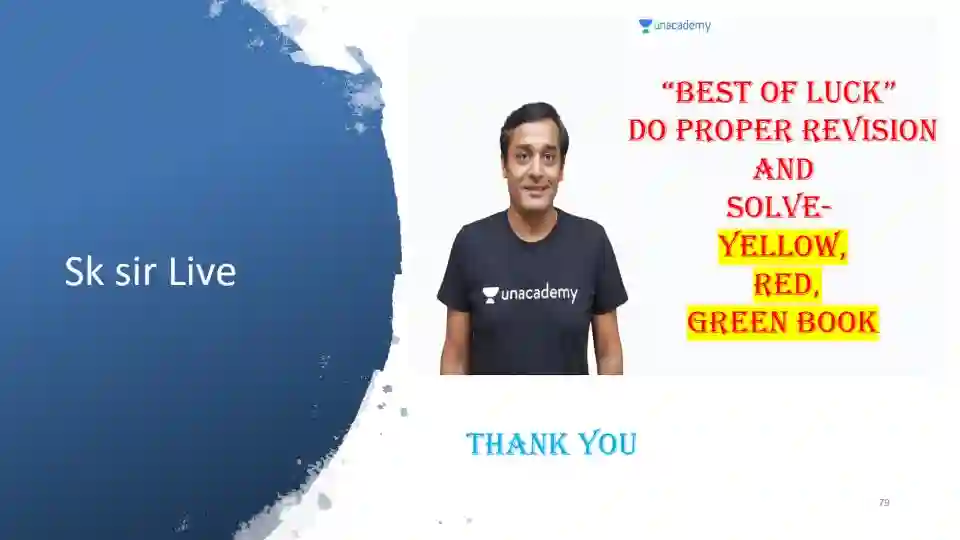 unacademy
“BEST OF LUCK”
DO PROPER REVISION
AND
SOLVE-
YELLOW,
RED,
GREEN BOOK
Sk sir Live
unacademy
THANK YOU
79